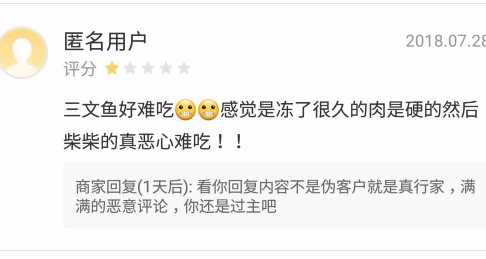 匿名用户
2018.07.28
评分
三文鱼好难吃😬😬感觉是冻了很久的肉是硬的然后
柴柴的真恶心难吃！！
商家回复(1天后): 看你回复内容不是伪客户就是真行家，满
满的恶意评论，你还是过主吧